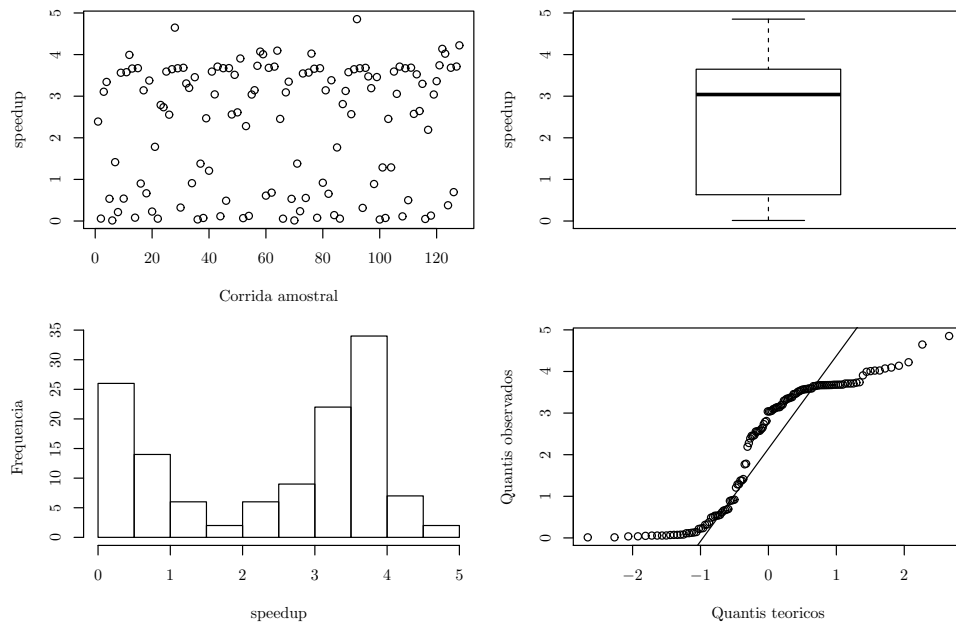 speedup
0 1 2 3 4 5
0 20 40 60 80 100 120
Corrida amostral
speedup
0 1 2 3 4 5
Frequencia
0 5 10 15 20 25 35
0 1 2 3 4 5
speedup
Quantis observados
0 1 2 3 4 5
−2 −1 0 1 2
Quantis teoricos